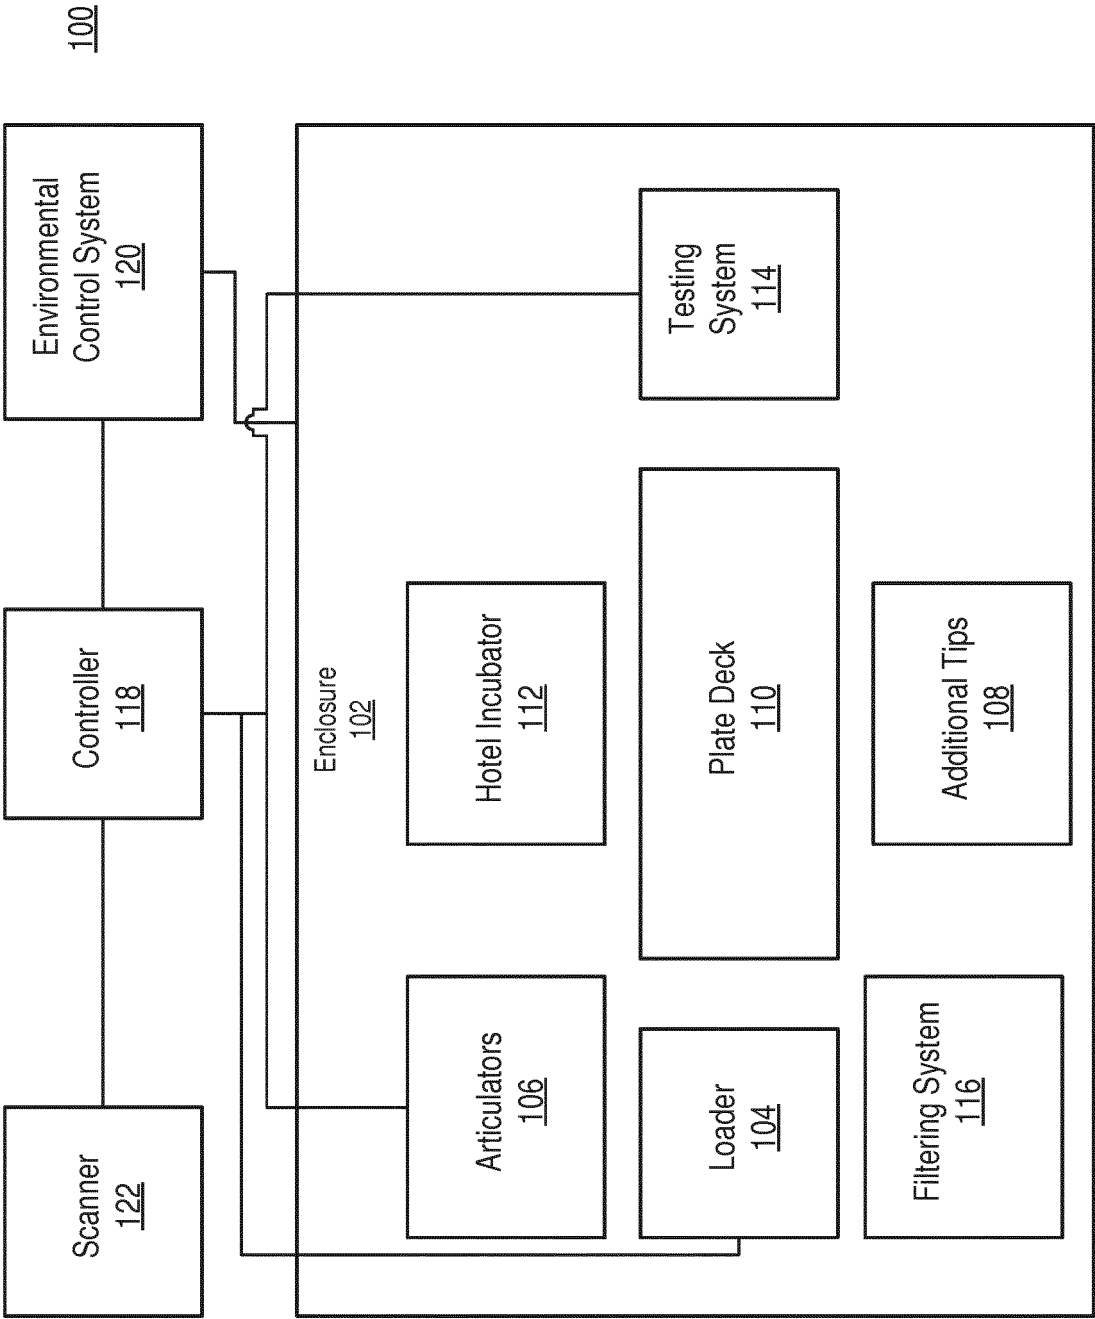 Scanner
122
Controller
118
Environmental
Control System
120
100
Enclosure
102
Articulators
106
Hotel Incubator
112
Loader
104
Plate Deck
110
Testing
System
114
Filtering System
116
Additional Tips
108